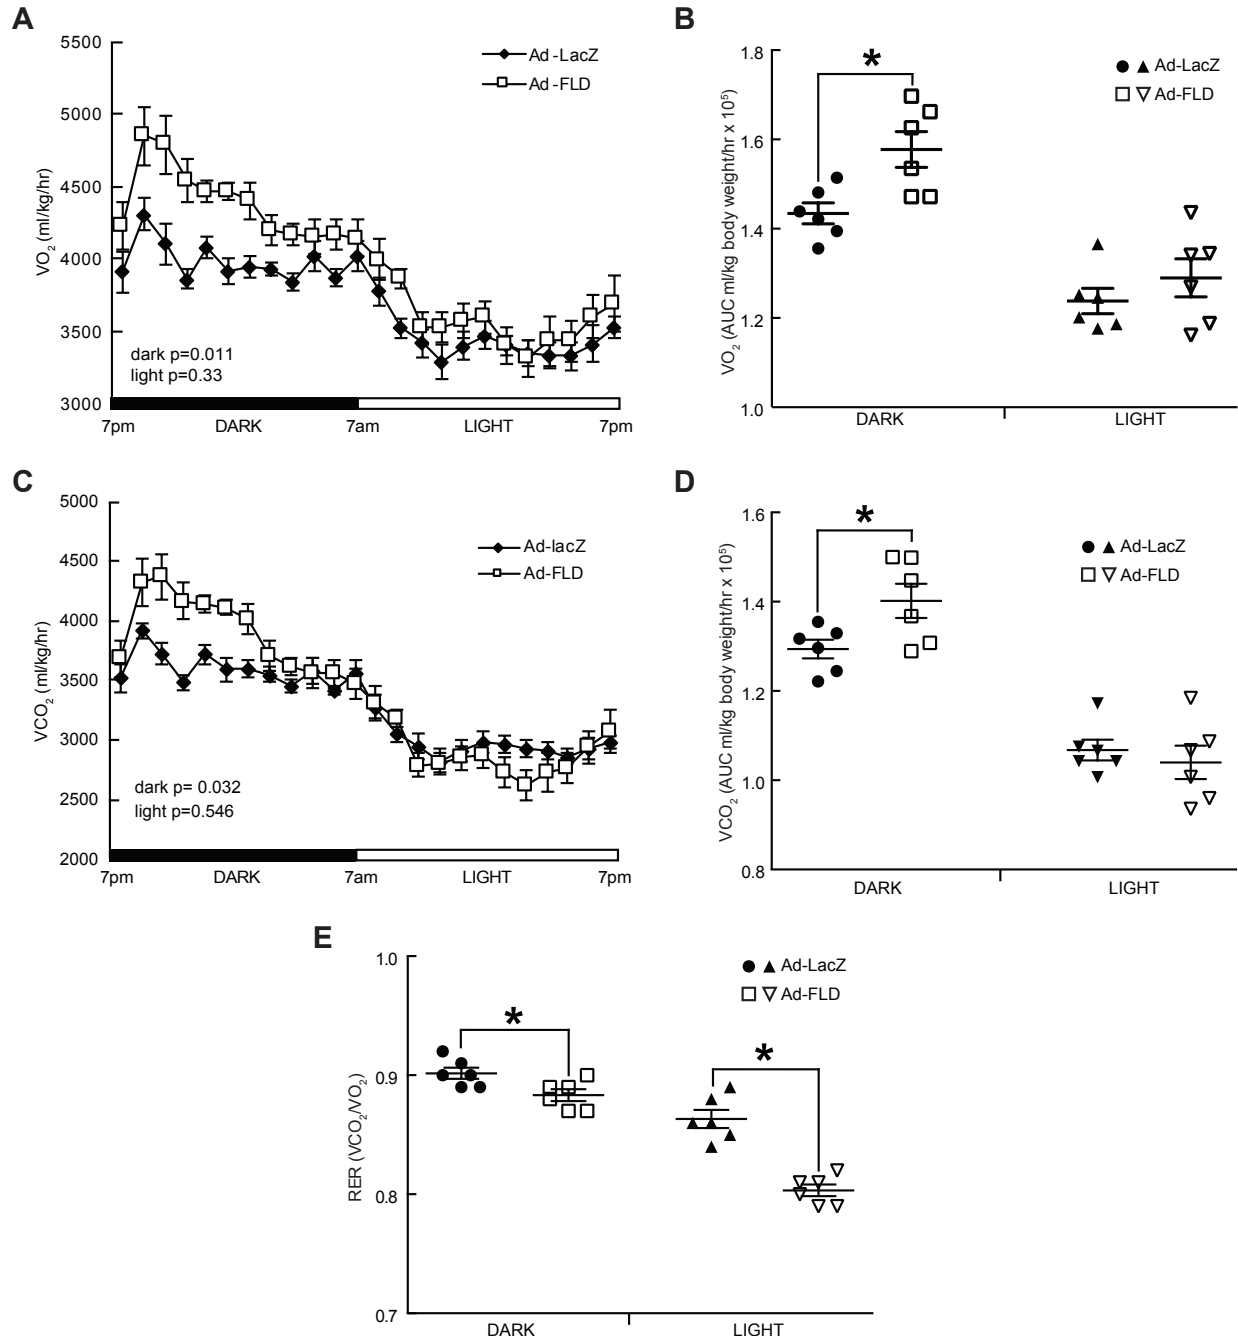 A
5500
5000
4500
4000
3500
3000
VO2 (ml/kg/hr)
Ad-LacZ
Ad-FLD
dark p=0.011
light p=0.33
7pm DARK 7am LIGHT 7pm
B
1.8
1.6
1.4
1.2
1.0
VO2 (AUC ml/kg body weight/hr x 10⁵)
Ad-LacZ
Ad-FLD
*
DARK LIGHT
C
5000
4500
4000
3500
3000
2500
2000
VCO2 (ml/kg/hr)
Ad-lacZ
Ad-FLD
dark p= 0.032
light p=0.546
7pm DARK 7am LIGHT 7pm
D
1.6
1.4
1.2
1.0
0.8
VCO2 (AUC ml/kg body weight/hr x 10⁵)
Ad-LacZ
Ad-FLD
*
DARK LIGHT
E
1.0
0.9
0.8
0.7
RER (VCO2/VO2)
Ad-LacZ
Ad-FLD
*
*
DARK LIGHT